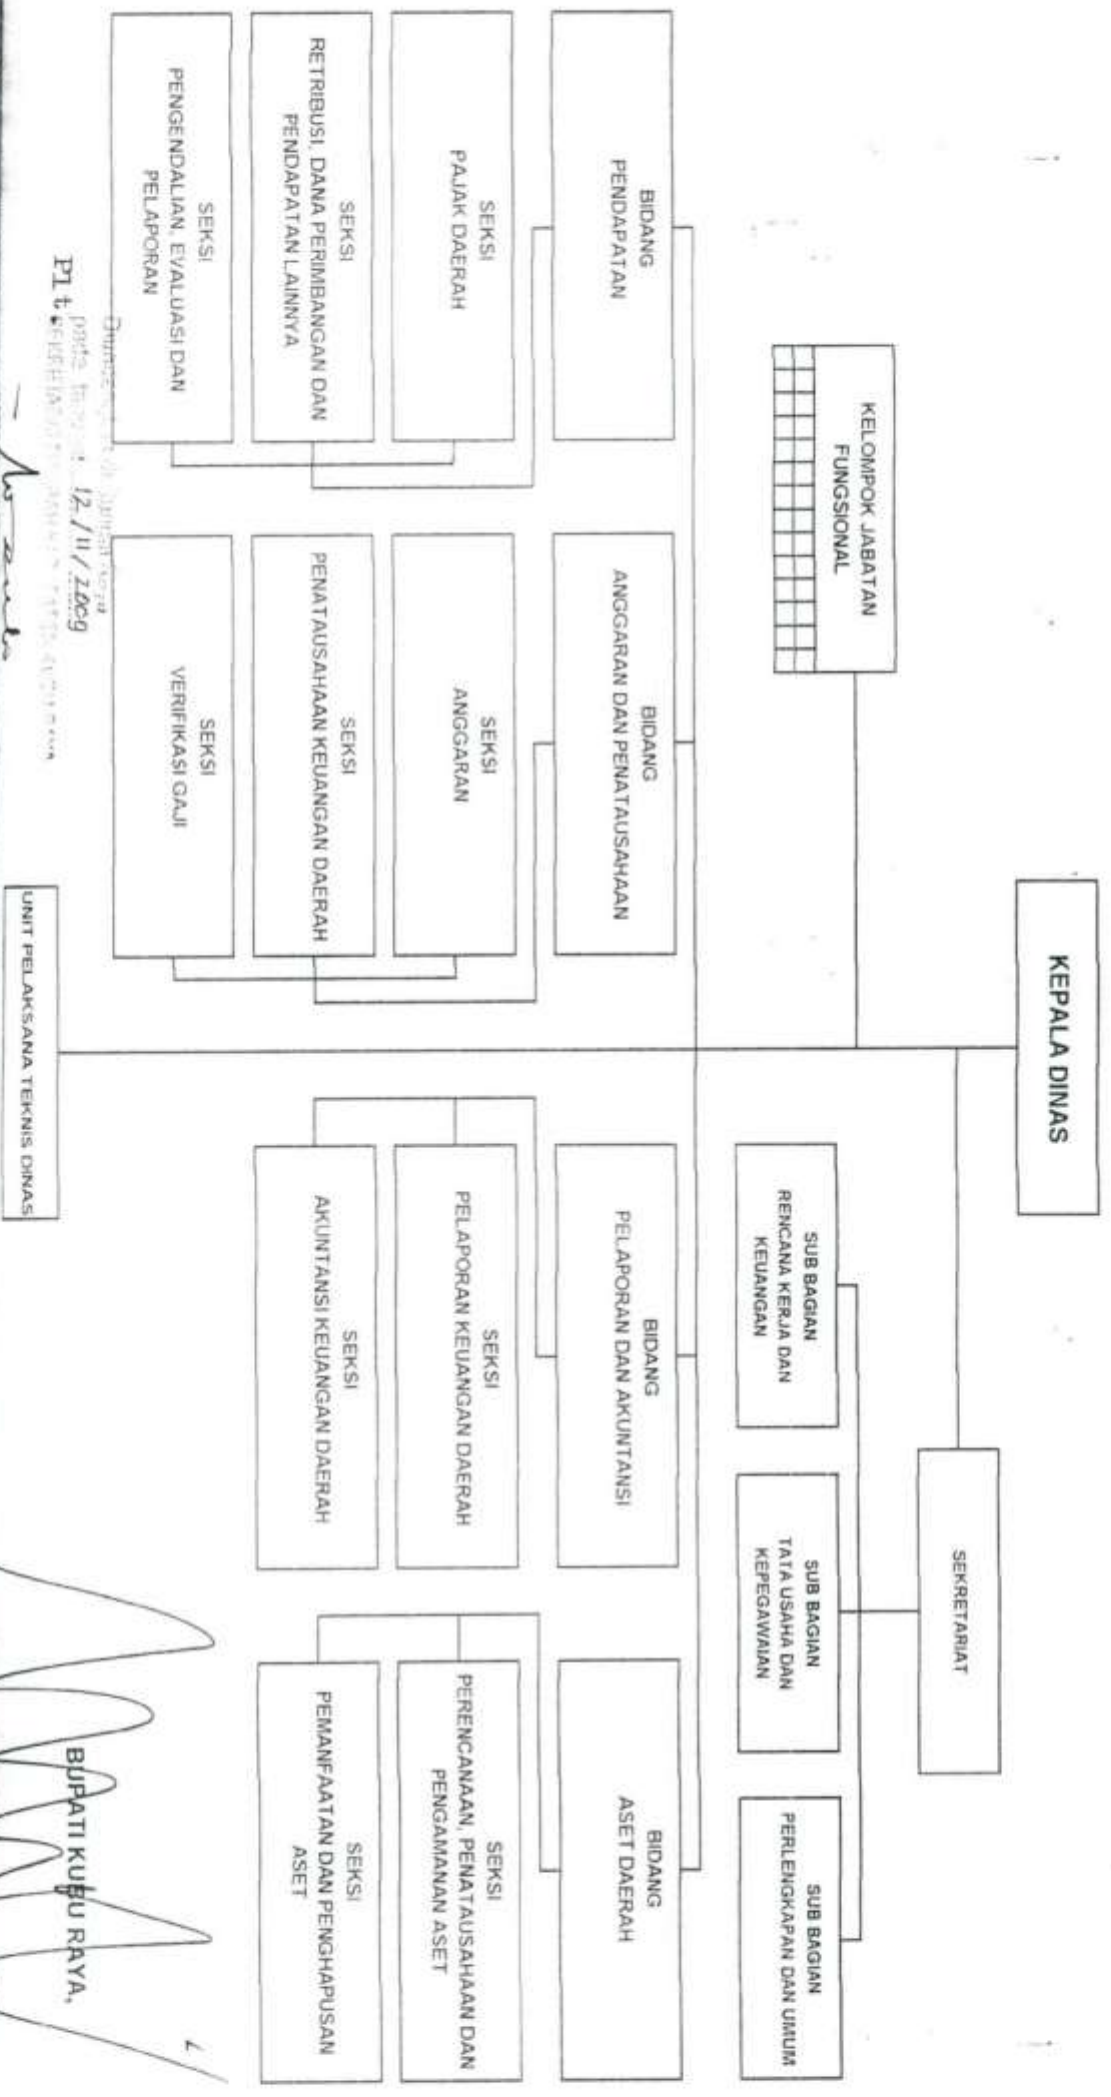 KEPALA DINAS
SEKRETARIAT
KELOMPOK JABATAN
FUNGSIONAL
SUB BAGIAN
RENCANA KERJA DAN
KEUANGAN
SUB BAGIAN
TATA USAHA DAN
KEPEGAWAIAN
SUB BAGIAN
PERLENGKAPAN DAN UMUM
BIDANG
PENDAPATAN
BIDANG
ANGGARAN DAN PENATAUSAHAAN
BIDANG
PELAPORAN DAN AKUNTANSI
BIDANG
ASET DAERAH
SEKSI
PAJAK DAERAH
SEKSI
ANGGARAN
SEKSI
PELAPORAN KEUANGAN DAERAH
SEKSI
PERENCANAAN, PENATAUSAHAAN DAN
PENGAMANAN ASET
SEKSI
RETRIBUSI, DANA PERIMBANGAN DAN
PENDAPATAN LAINNYA
SEKSI
PENATAUSAHAAN KEUANGAN DAERAH
SEKSI
AKUNTANSI KEUANGAN DAERAH
SEKSI
PEMANFAATAN DAN PENGHAPUSAN
ASET
SEKSI
PENGENDALIAN, EVALUASI DAN
PELAPORAN
SEKSI
VERIFIKASI GAJI
pada 12/11/2009
Plt.
UNIT PELAKSANA TEKNIS DINAS
BUPATI KUBU RAYA,